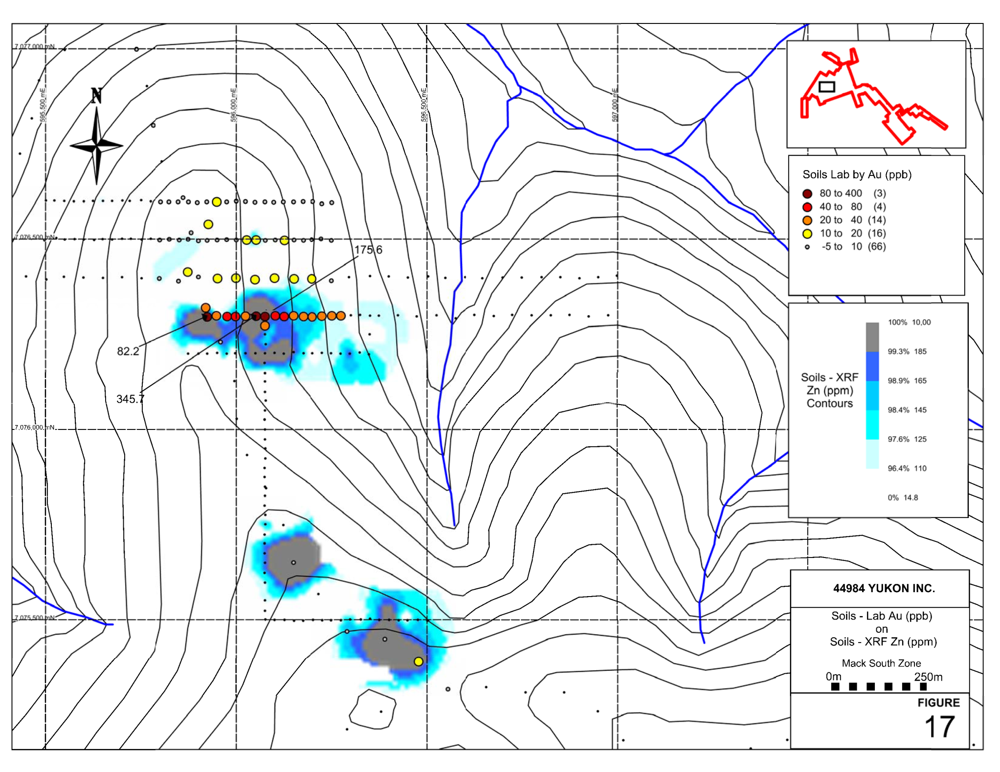 7,077,000 mN
595,500 mE
596,000 mE
596,500 mE
597,000 mE
N
7,076,500 mN
175.6
82.2
345.7
7,076,000 mN
7,075,500 mN
Soils Lab by Au (ppb)
80 to 400 (3)
40 to 80 (4)
20 to 40 (14)
10 to 20 (16)
-5 to 10 (66)
Soils - XRF
Zn (ppm)
Contours
100% 10,00
99.3% 185
98.9% 165
98.4% 145
97.6% 125
96.4% 110
0% 14.8
44984 YUKON INC.
Soils - Lab Au (ppb)
on
Soils - XRF Zn (ppm)
Mack South Zone
0m 250m
FIGURE
17